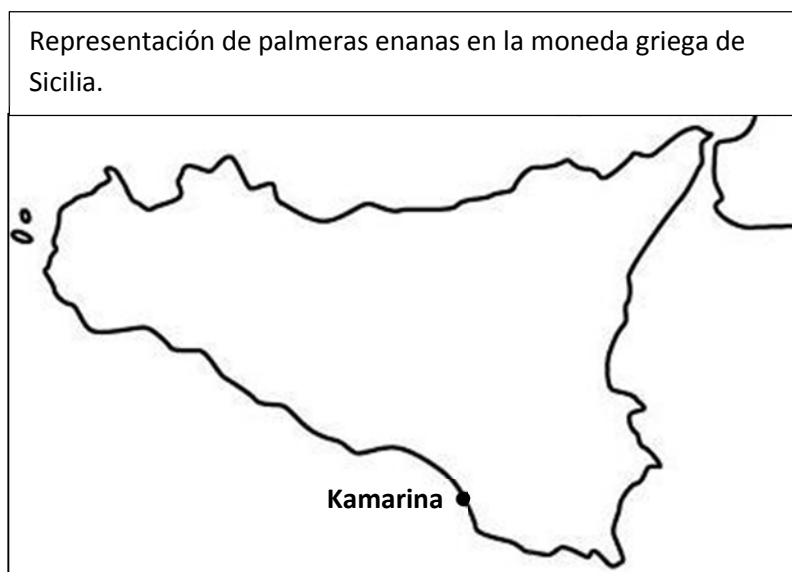 Representación de palmeras enanas en la moneda griega de
Sicilia.
Kamarina